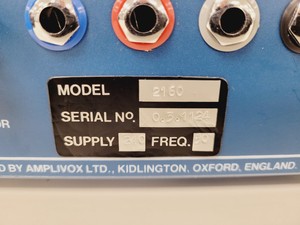 MODEL 2160
SERIAL NO.
SUPPLY FREQ.
D BY AMPLIVOX LTD., KIDLINGTON, OXFORD, ENGLAND.